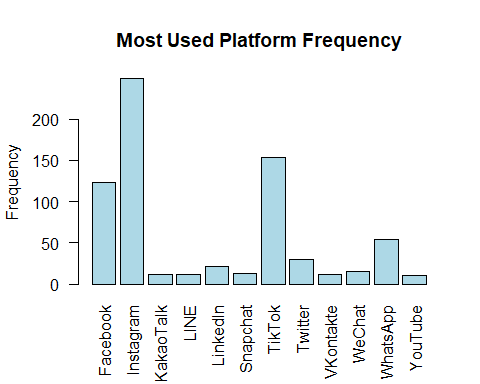 Most Used Platform Frequency
Frequency
200
150
100
50
0
Facebook
Instagram
KakaoTalk
LINE
LinkedIn
Snapchat
TikTok
Twitter
VKontakte
WeChat
WhatsApp
YouTube